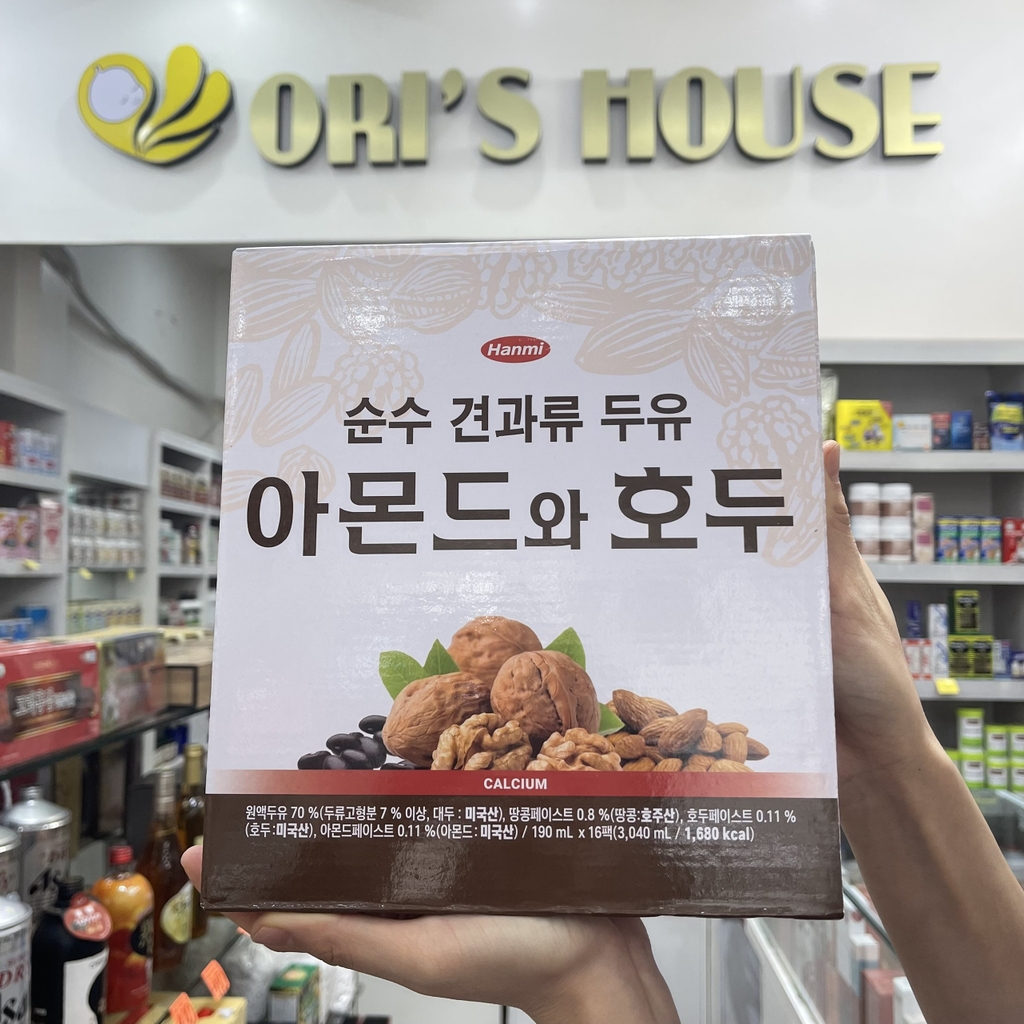 ORI'S HOUSE
Hanmi
순수 견과류 두유
아몬드와 호두
CALCIUM
원액두유 70 %(두류고형분 7 % 이상, 대두 : 미국산), 땅콩페이스트 0.8 %(땅콩:호주산), 호두페이스트 0.11 %
(호두:미국산), 아몬드페이스트 0.11 %(아몬드 : 미국산) / 190 mL x 16팩(3,040 mL / 1,680 kcal)